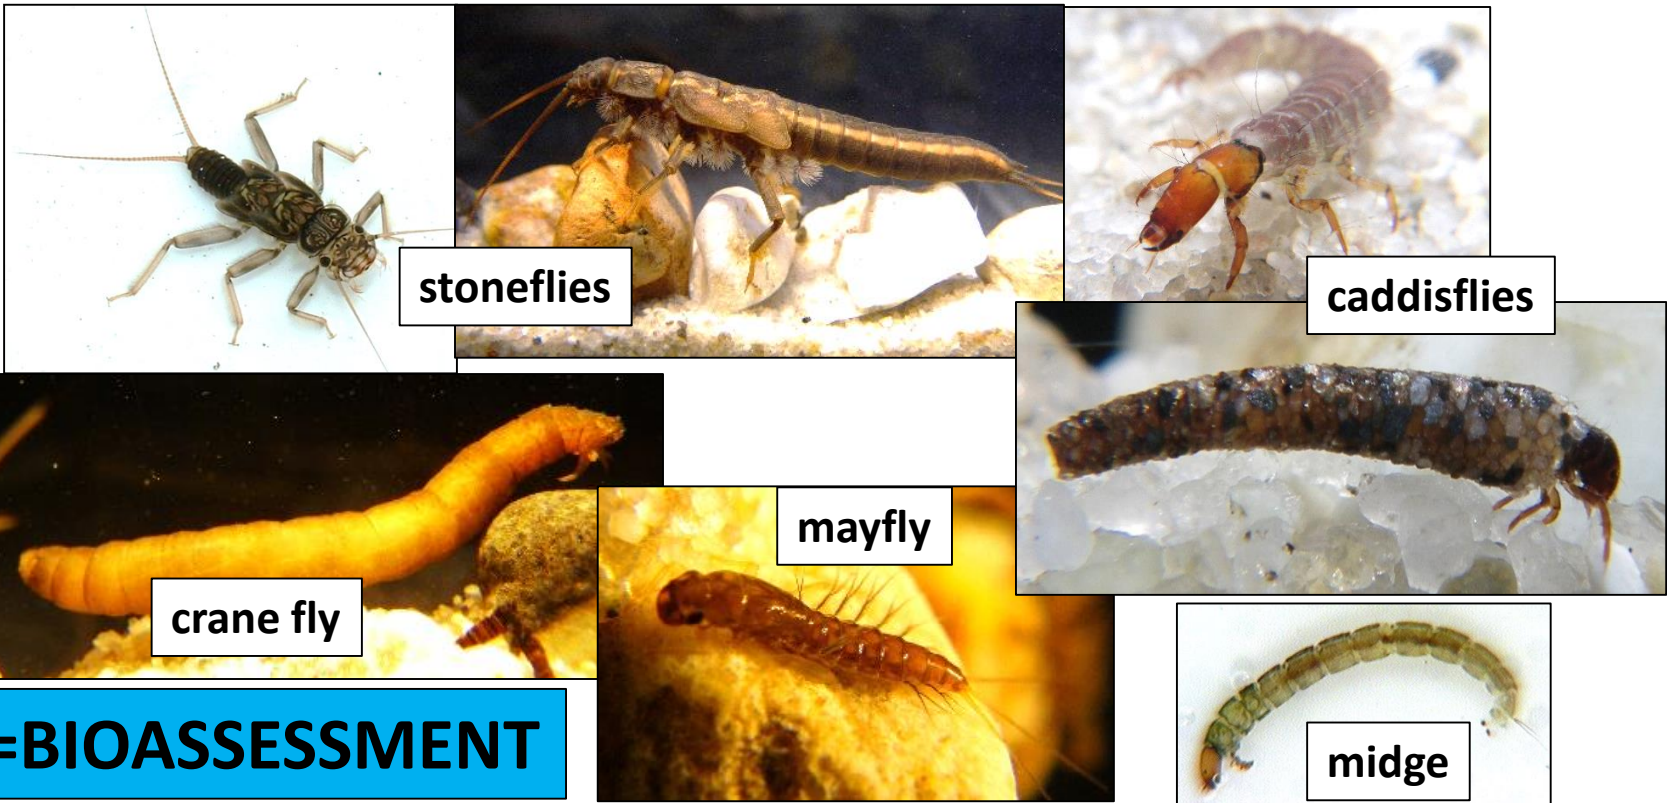 stoneflies
caddisflies
mayfly
crane fly
=BIOASSESSMENT
midge